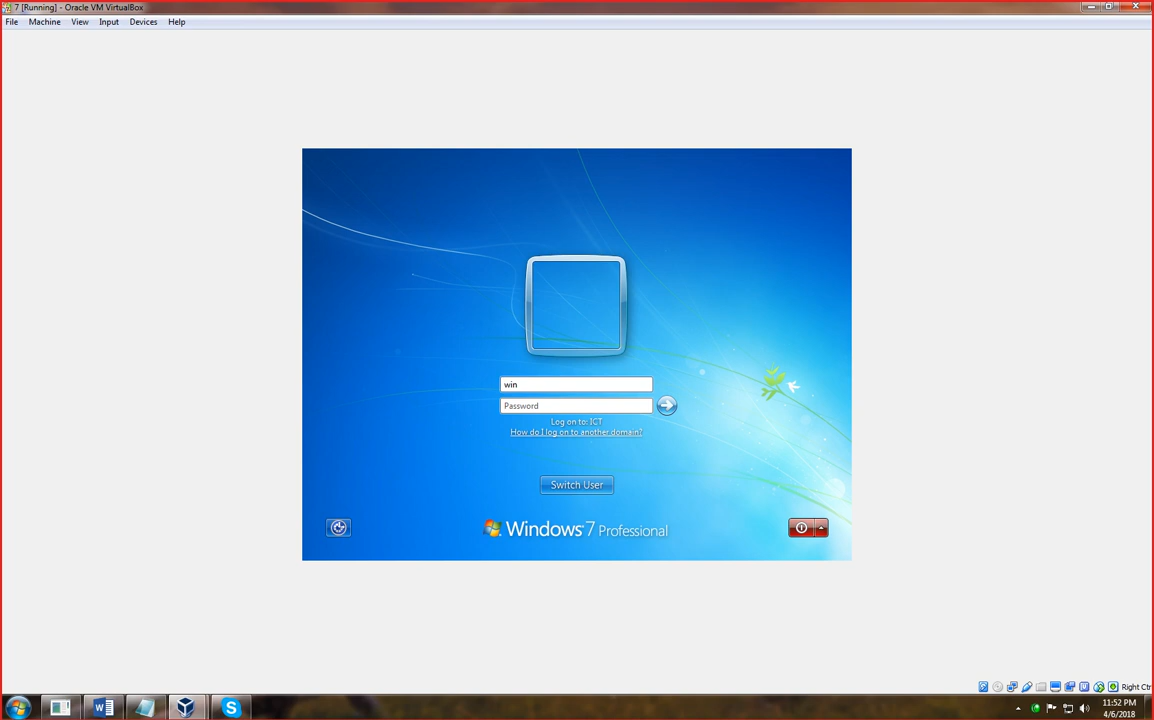 7 [Running] - Oracle VM VirtualBox
File Machine View Input Devices Help
win
Password
Log on to: ICT
How do I log on to another domain?
Switch User
Windows 7 Professional
Right Ctrl
11:52 PM
4/6/2018